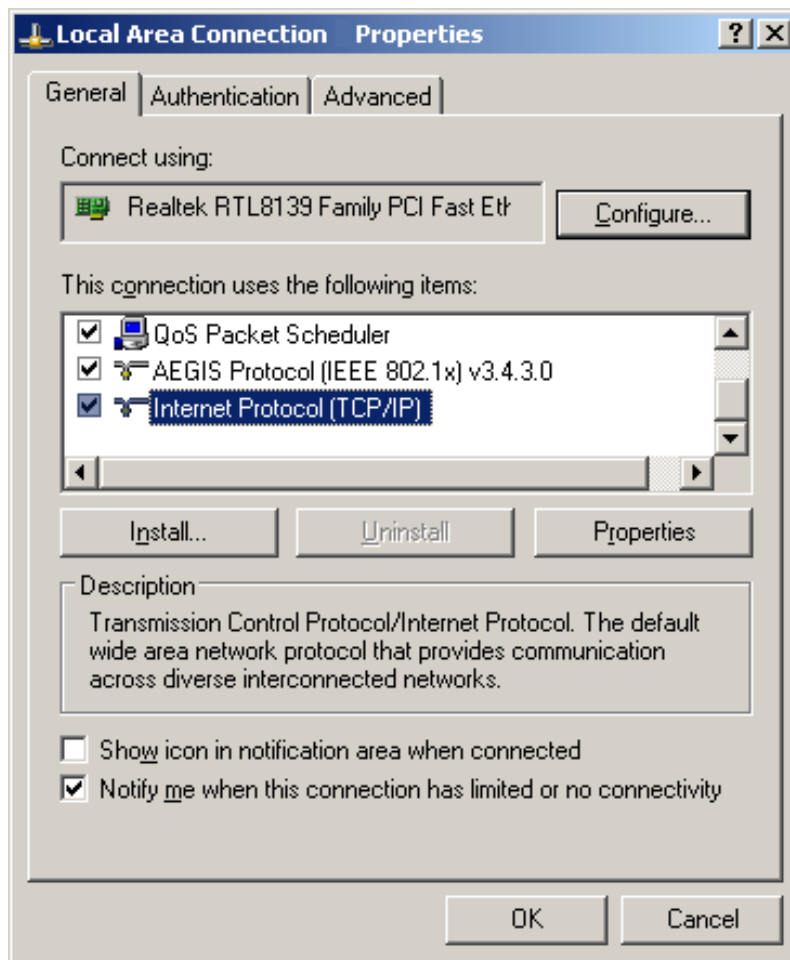 Local Area Connection Properties
General Authentication Advanced
Connect using:
Realtek RTL8139 Family PCI Fast Eth
Configure...
This connection uses the following items:
QoS Packet Scheduler
AEGIS Protocol (IEEE 802.1x) v3.4.3.0
Internet Protocol (TCP/IP)
Install... Uninstall Properties
Description
Transmission Control Protocol/Internet Protocol. The default
wide area network protocol that provides communication
across diverse interconnected networks.
Show icon in notification area when connected
Notify me when this connection has limited or no connectivity
OK Cancel